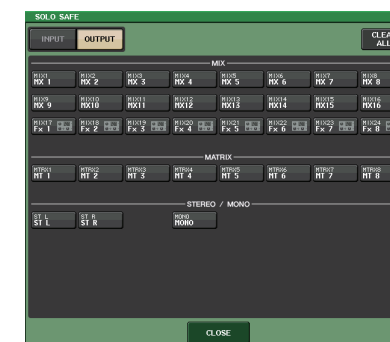 SOLO SAFE
INPUT OUTPUT CLEA
ALL
MIX
MIX1 MIX2 MIX3 MIX4 MIX5 MIX6 MIX7 MIX8
MX 1 MX 2 MX 3 MX 4 MX 5 MX 6 MX 7 MX 8
MIX9 MIX10 MIX11 MIX12 MIX13 MIX14 MIX15 MIX16
MX 9 MX10 MX11 MX12 MX13 MX14 MX15 MX16
MIX17 MIX18 MIX19 MIX20 MIX21 MIX22 MIX23 MIX24
Fx 1 Fx 2 Fx 3 Fx 4 Fx 5 Fx 6 Fx 7 Fx 8
MATRIX
MTRX1 MTRX2 MTRX3 MTRX4 MTRX5 MTRX6 MTRX7 MTRX8
MT 1 MT 2 MT 3 MT 4 MT 5 MT 6 MT 7 MT 8
STEREO / MONO
ST L ST R MONO
ST L ST R MONO
CLOSE